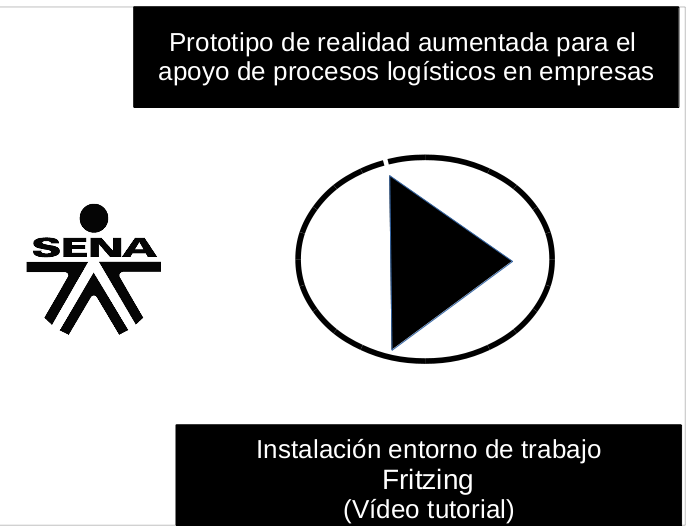 Prototipo de realidad aumentada para el
apoyo de procesos logísticos en empresas
SENA
Instalación entorno de trabajo
Fritzing
(Vídeo tutorial)